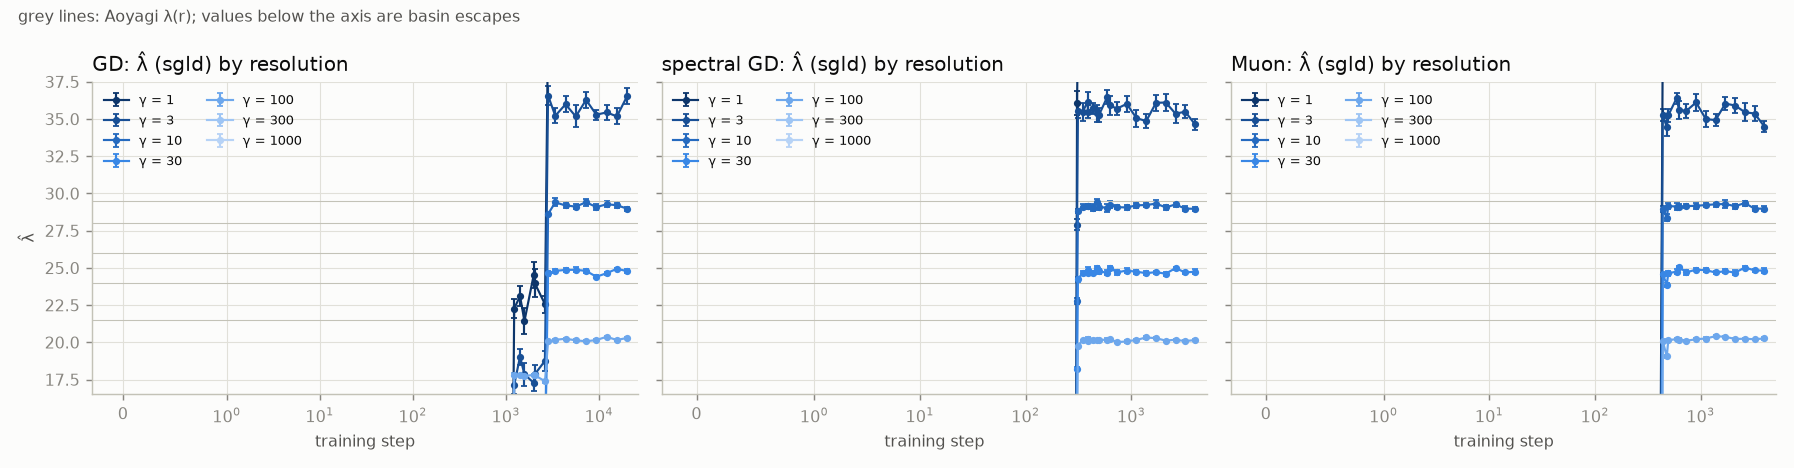 grey lines: Aoyagi λ(r); values below the axis are basin escapes
GD: λ̂ (sgld) by resolution
37.5
35.0
32.5
30.0
27.5
25.0
22.5
20.0
17.5
λ̂
γ = 1
γ = 3
γ = 10
γ = 30
γ = 100
γ = 300
γ = 1000
0
10⁰
10¹
10²
10³
10⁴
training step
spectral GD: λ̂ (sgld) by resolution
γ = 1
γ = 3
γ = 10
γ = 30
γ = 100
γ = 300
γ = 1000
0
10⁰
10¹
10²
10³
training step
Muon: λ̂ (sgld) by resolution
γ = 1
γ = 3
γ = 10
γ = 30
γ = 100
γ = 300
γ = 1000
0
10⁰
10¹
10²
10³
training step